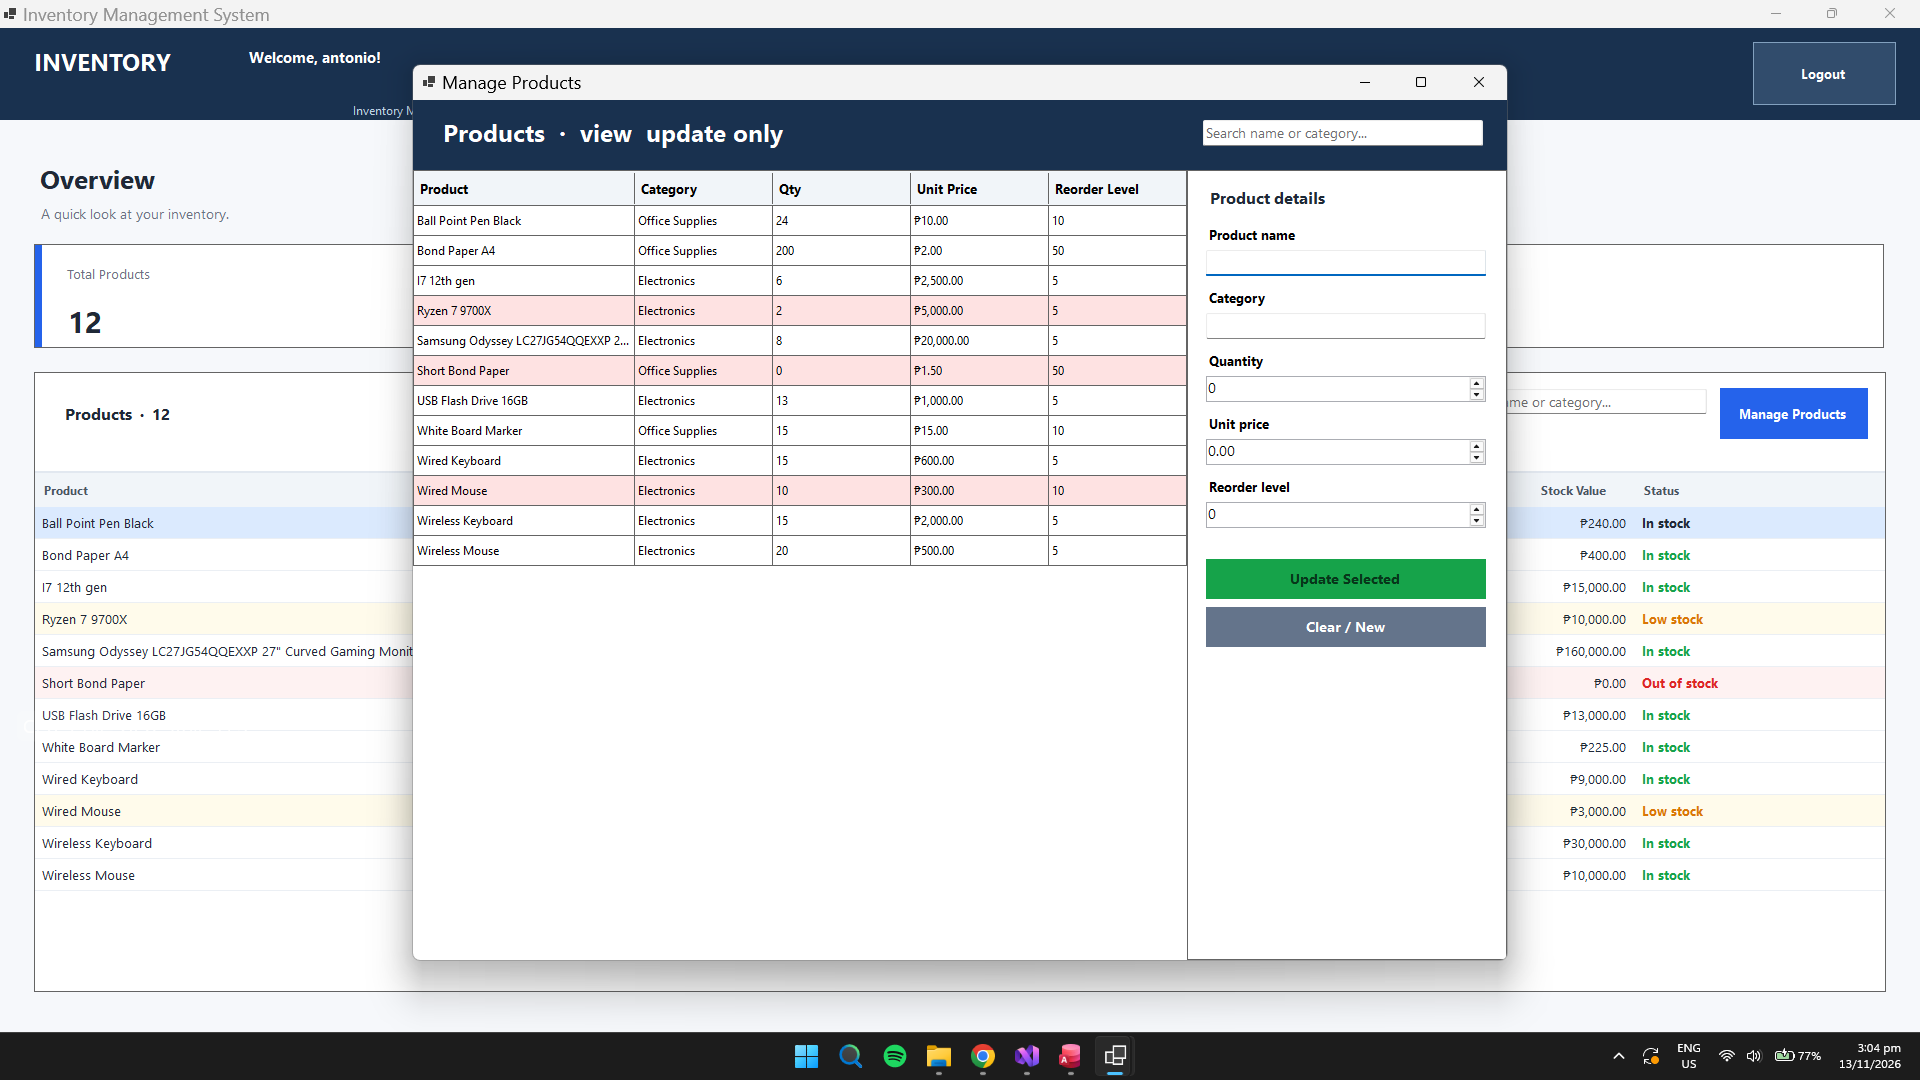 Inventory Management System
INVENTORY
Welcome, antonio!
Inventory M
Logout
Overview
A quick look at your inventory.
Total Products
12
Products · 12
me or category...
Manage Products
Product
Stock Value Status
Ball Point Pen Black ₱240.00 In stock
Bond Paper A4 ₱400.00 In stock
I7 12th gen ₱15,000.00 In stock
Ryzen 7 9700X ₱10,000.00 Low stock
Samsung Odyssey LC27JG54QQEXXP 27" Curved Gaming Monit ₱160,000.00 In stock
Short Bond Paper ₱0.00 Out of stock
USB Flash Drive 16GB ₱13,000.00 In stock
White Board Marker ₱225.00 In stock
Wired Keyboard ₱9,000.00 In stock
Wired Mouse ₱3,000.00 Low stock
Wireless Keyboard ₱30,000.00 In stock
Wireless Mouse ₱10,000.00 In stock
Manage Products
Products · view update only
Search name or category...
Product Category Qty Unit Price Reorder Level
Ball Point Pen Black Office Supplies 24 ₱10.00 10
Bond Paper A4 Office Supplies 200 ₱2.00 50
I7 12th gen Electronics 6 ₱2,500.00 5
Ryzen 7 9700X Electronics 2 ₱5,000.00 5
Samsung Odyssey LC27JG54QQEXXP 2... Electronics 8 ₱20,000.00 5
Short Bond Paper Office Supplies 0 ₱1.50 50
USB Flash Drive 16GB Electronics 13 ₱1,000.00 5
White Board Marker Office Supplies 15 ₱15.00 10
Wired Keyboard Electronics 15 ₱600.00 5
Wired Mouse Electronics 10 ₱300.00 10
Wireless Keyboard Electronics 15 ₱2,000.00 5
Wireless Mouse Electronics 20 ₱500.00 5
Product details
Product name
Category
Quantity
0
Unit price
0.00
Reorder level
0
Update Selected
Clear / New
ENG
US
77%
3:04 pm
13/11/2026